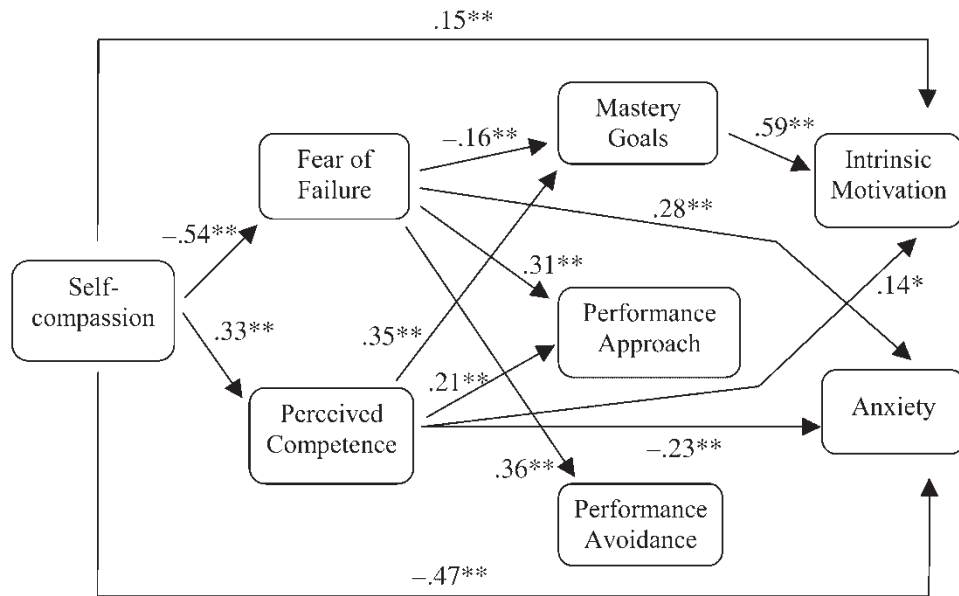 .15**
Mastery
Goals
.59**
Intrinsic
Motivation
–.16**
Fear of
Failure
.28**
–.54**
.31**
Self-
compassion
.14*
Performance
Approach
.33**
.35**
.21**
Perceived
Competence
Anxiety
–.23**
.36**
Performance
Avoidance
–.47**